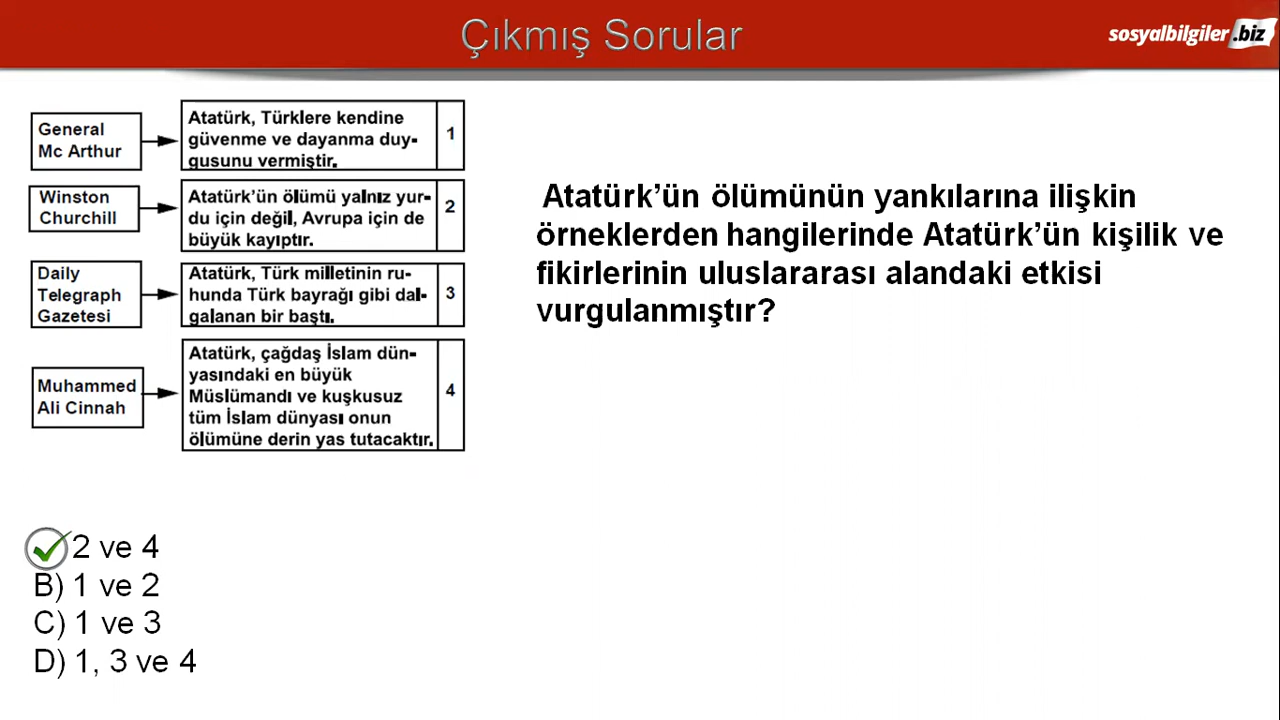 Çıkmış Sorular
sosyalbilgiler.biz
General
Mc Arthur
Atatürk, Türklere kendine
güvenme ve dayanma duy-
gusunu vermiştir.
1
Winston
Churchill
Atatürk'ün ölümü yalnız yur-
du için değil, Avrupa için de
büyük kayıptır.
2
Daily
Telegraph
Gazetesi
Atatürk, Türk milletinin ru-
hunda Türk bayrağı gibi dal-
galanan bir baştı.
3
Muhammed
Ali Cinnah
Atatürk, çağdaş İslam dün-
yasındaki en büyük
Müslümandı ve kuşkusuz
tüm İslam dünyası onun
ölümüne derin yas tutacaktır.
4
Atatürk'ün ölümünün yankılarına ilişkin
örneklerden hangilerinde Atatürk'ün kişilik ve
fikirlerinin uluslararası alandaki etkisi
vurgulanmıştır?
2 ve 4
B) 1 ve 2
C) 1 ve 3
D) 1, 3 ve 4